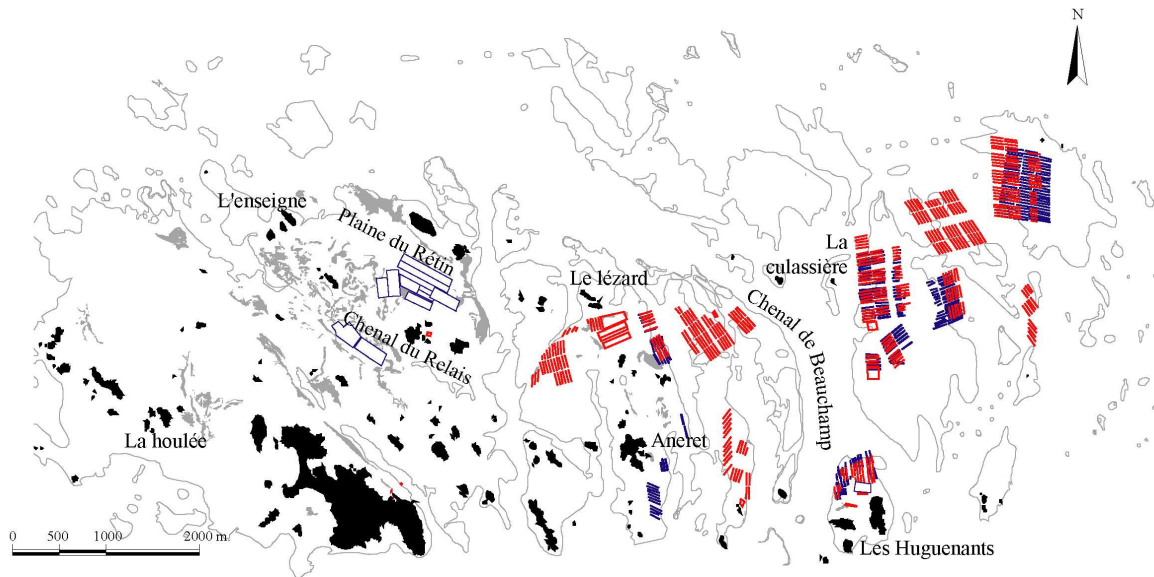 N
L'enseigne
Plaine du Rétin
La
culassière
Le lézard
Chenal de Beauchamp
Chenal du Relais
La houlée
Aneret
0 500 1000 2000 m
Les Huguenants